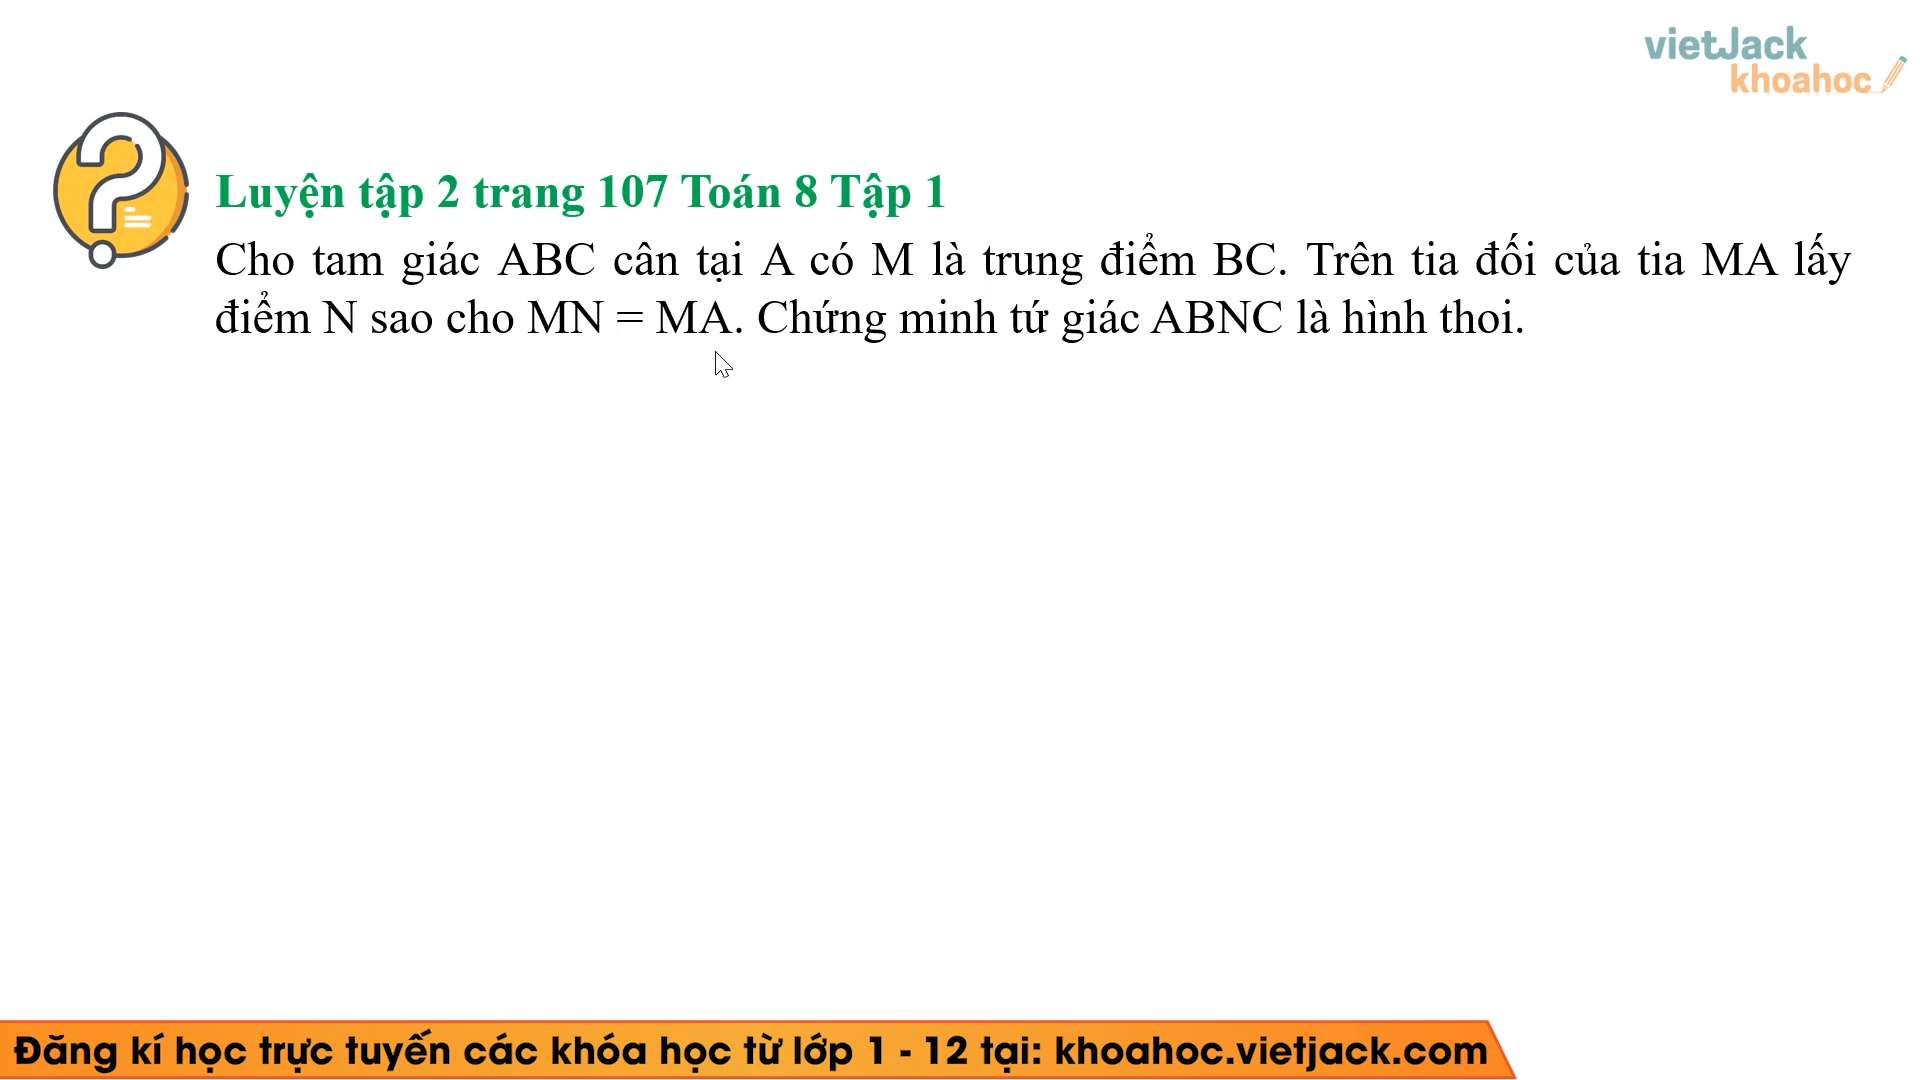 vietJack
khoahoc
Luyện tập 2 trang 107 Toán 8 Tập 1
Cho tam giác ABC cân tại A có M là trung điểm BC. Trên tia đối của tia MA lấy
điểm N sao cho MN = MA. Chứng minh tứ giác ABNC là hình thoi.
Đăng kí học trực tuyến các khóa học từ lớp 1 - 12 tại: khoahoc.vietjack.com